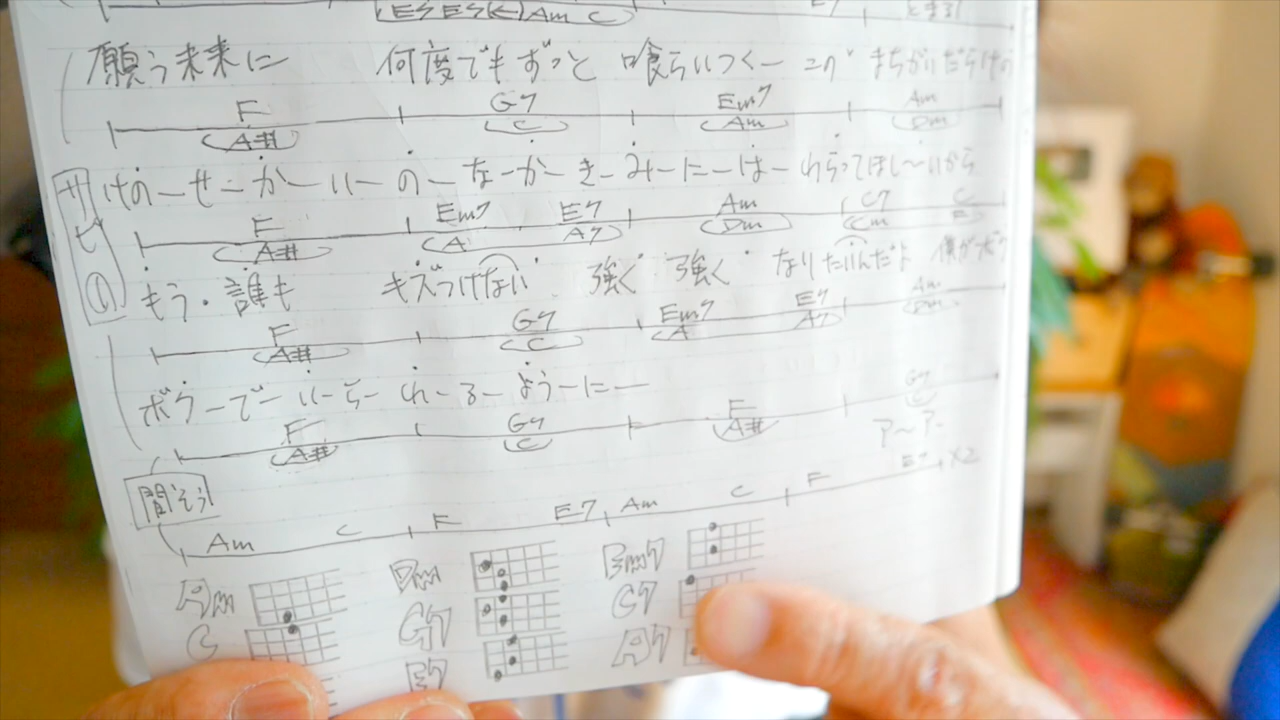 願う未来に 何度でもずっと 喰らいつくー この まちがいだらけの
F G7 Em7 Am
(A#) (C) (Am) (Dm)
けのーせーかーいーのーなーかーきーみーにーはーわらってほし〜いから
サビ
F Em7 E7 Am C7 C
(A#) (A A7) (Dm) (Cm F)
もう・誰も キズつけない 強く 強く なりたいんだよ 僕が ボク
F G7 Em7 E7 Am
(A#) (C) (A A7) (Dm)
ボクーでーいーらーれーるーようーにー
F G7 F G7
(A#) (C) (A#) (C)
アーアー
間そう
Am C F E7 Am C F E7 ×2
Am Dm Em7
C G7 C7
E7 A7